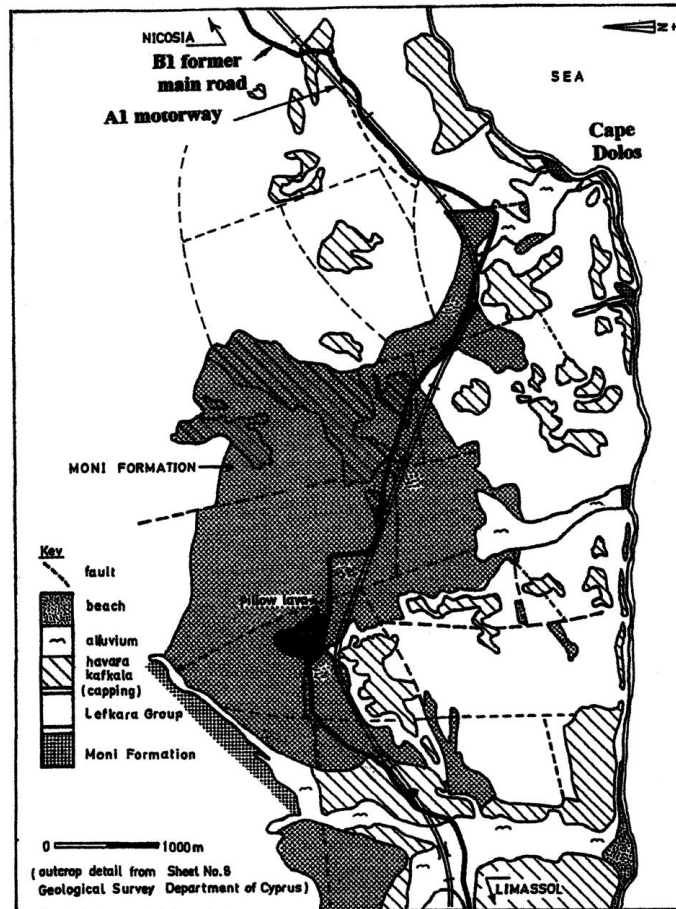 NICOSIA
B1 former
main road
A1 motorway
N
SEA
Cape
Dolos
MONI FORMATION
Pillow lava
Key
fault
beach
alluvium
havara
kafkala
(capping)
Lefkara Group
Moni Formation
0 1000m
(outcrop detail from Sheet No.8
Geological Survey Department of Cyprus)
LIMASSOL